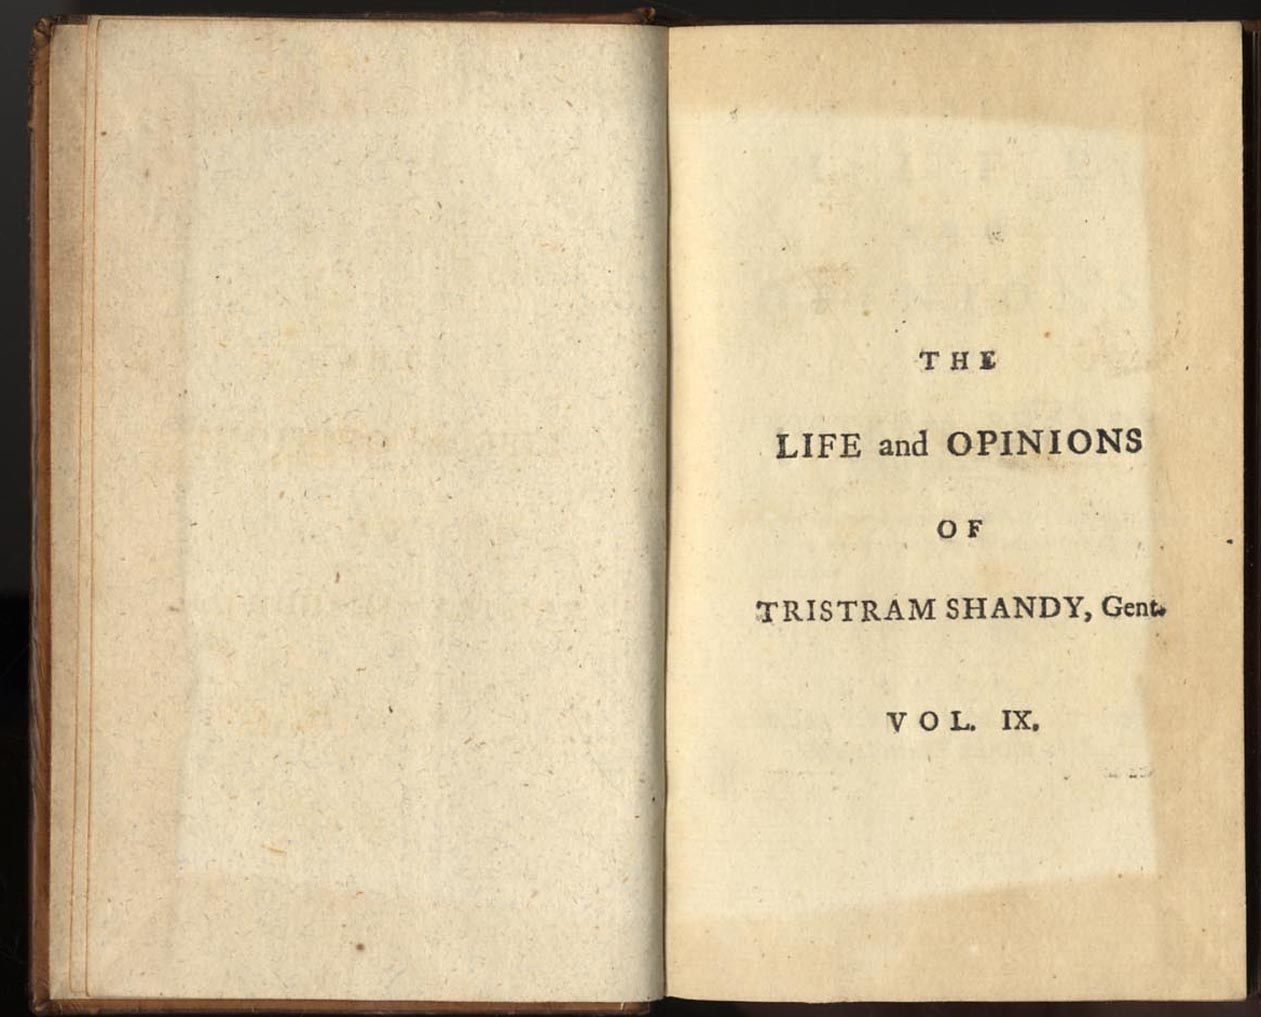 THE
LIFE and OPINIONS
OF
TRISTRAM SHANDY, Gent.
VOL. IX.